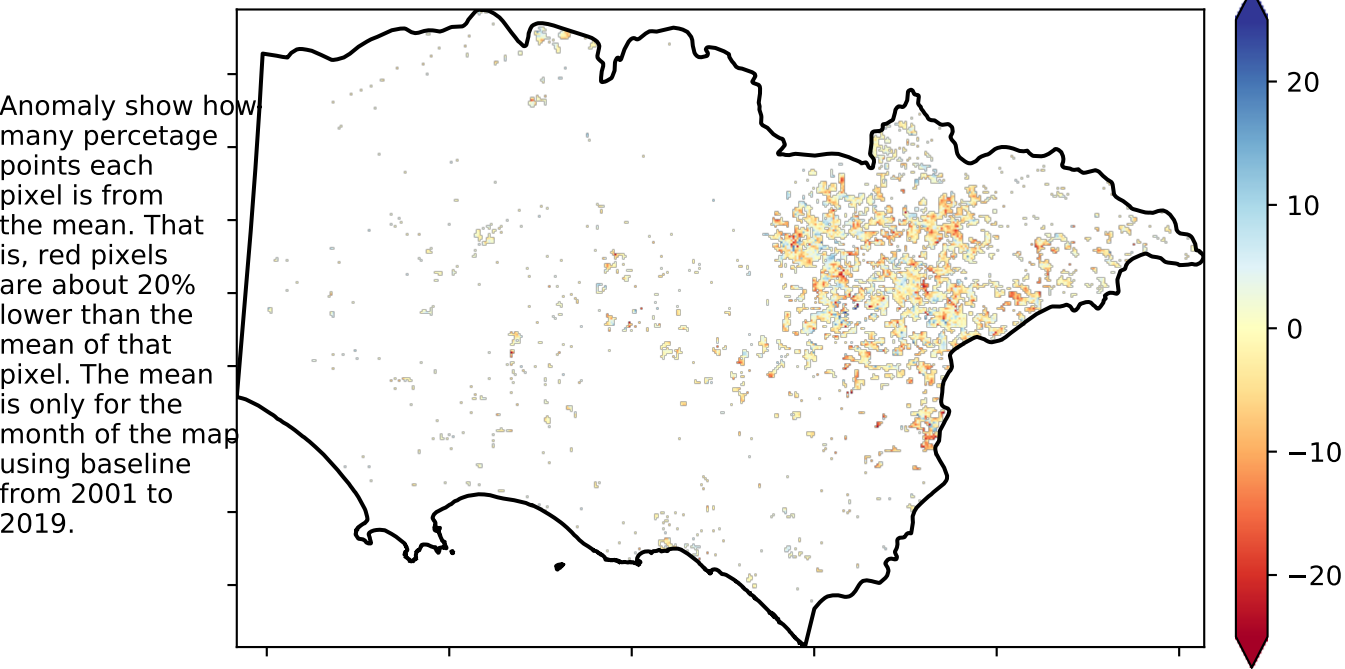 Anomaly show how
many percetage
points each
pixel is from
the mean. That
is, red pixels
are about 20%
lower than the
mean of that
pixel. The mean
is only for the
month of the map
using baseline
from 2001 to
2019.
20
10
0
−10
−20